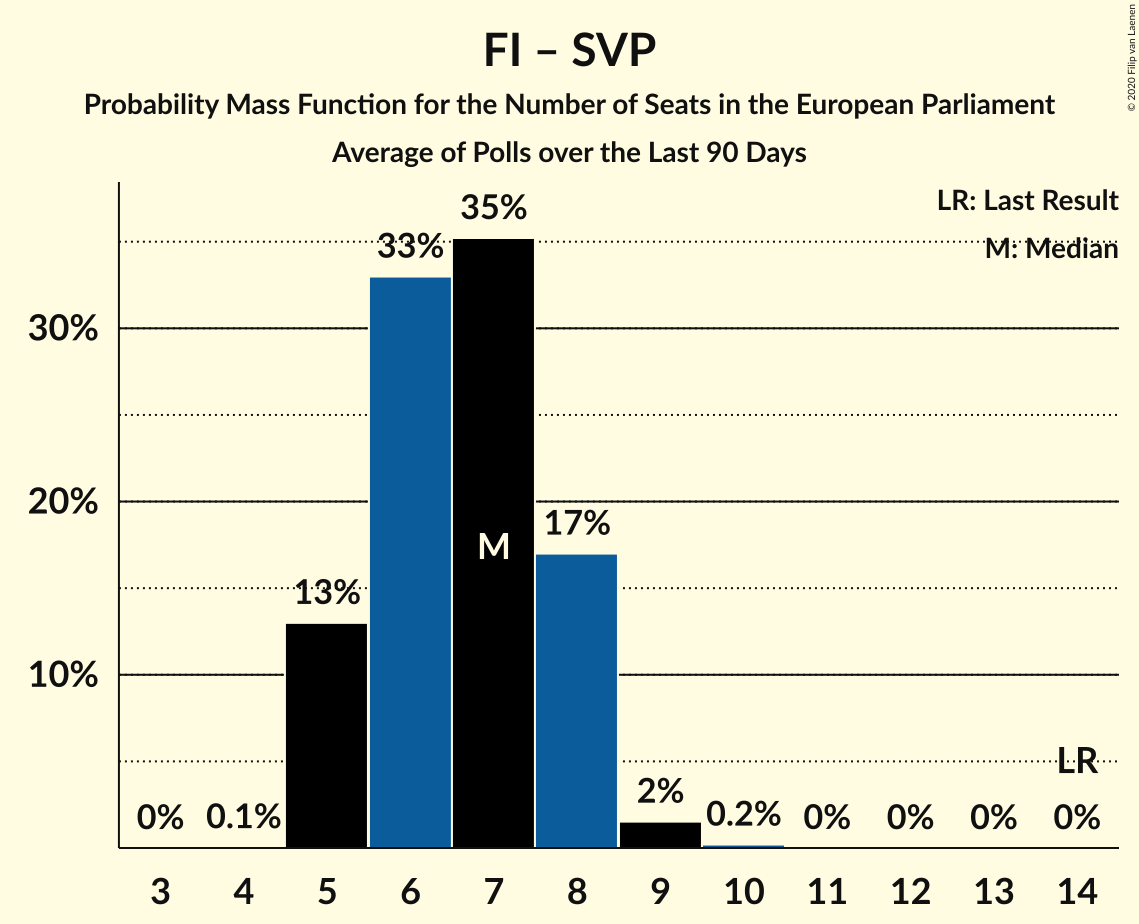 FI – SVP
Probability Mass Function for the Number of Seats in the European Parliament
Average of Polls over the Last 90 Days
© 2020 Filip van Laenen
LR: Last Result
M: Median
35%
33%
30%
20%
17%
M
13%
10%
LR
2%
0% 0.1% 0.2% 0% 0% 0% 0%
3 4 5 6 7 8 9 10 11 12 13 14